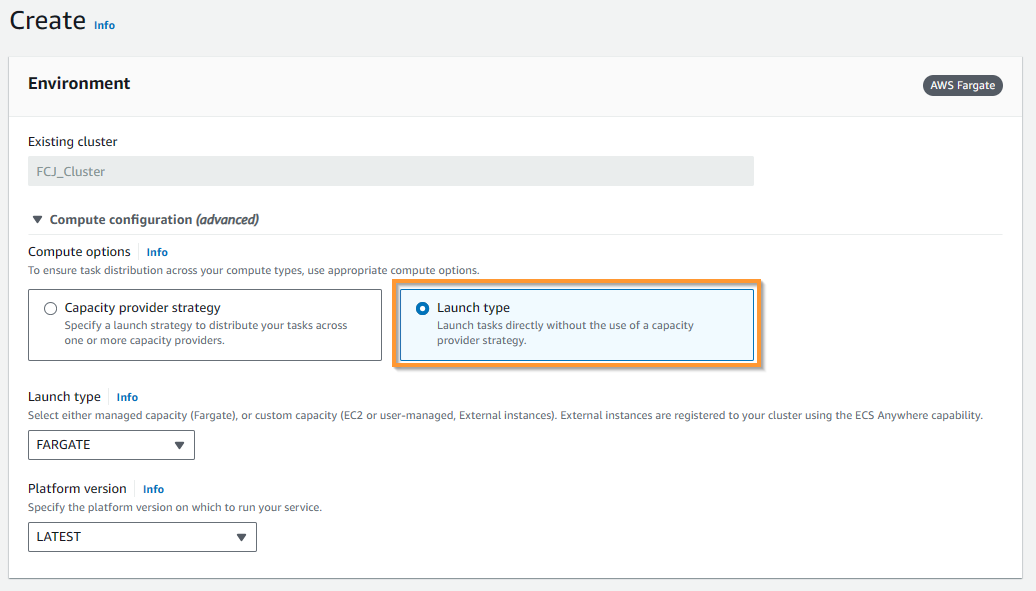 Create Info
Environment
AWS Fargate
Existing cluster
FCJ_Cluster
Compute configuration (advanced)
Compute options Info
To ensure task distribution across your compute types, use appropriate compute options.
Capacity provider strategy
Specify a launch strategy to distribute your tasks across
one or more capacity providers.
Launch type
Launch tasks directly without the use of a capacity
provider strategy.
Launch type Info
Select either managed capacity (Fargate), or custom capacity (EC2 or user-managed, External instances). External instances are registered to your cluster using the ECS Anywhere capability.
FARGATE
Platform version Info
Specify the platform version on which to run your service.
LATEST